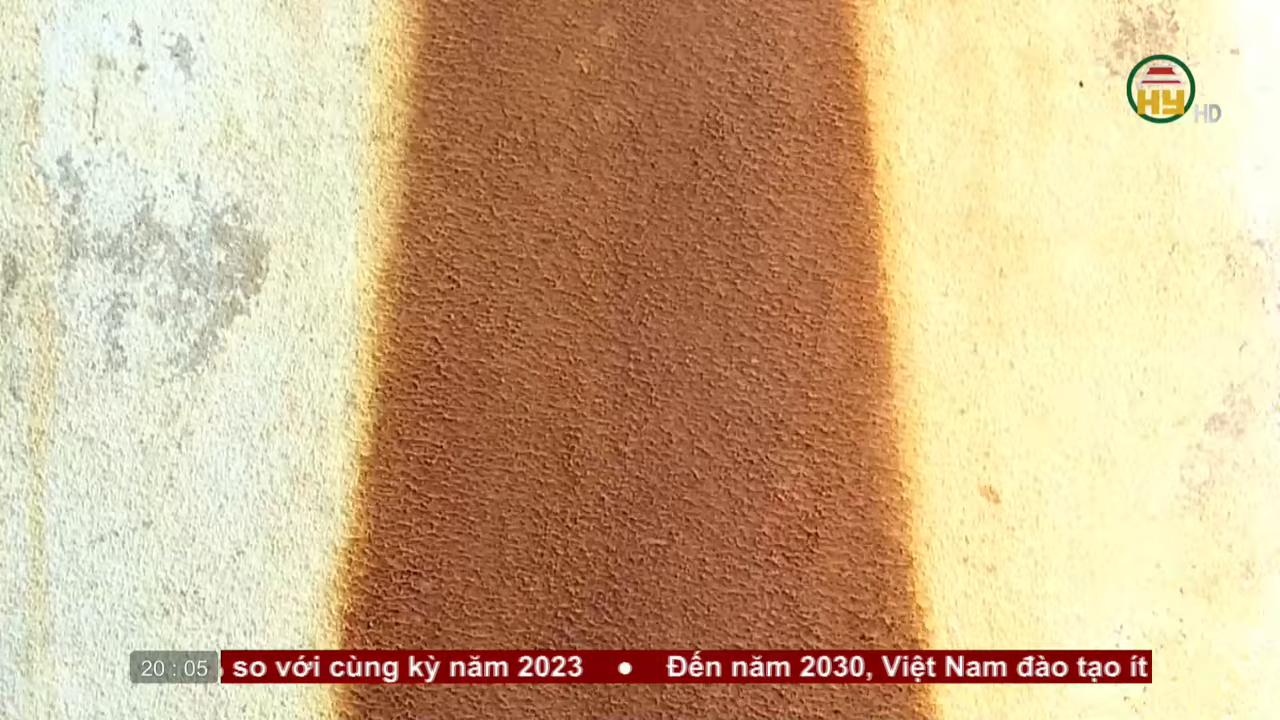 HY HD
20 : 05 so với cùng kỳ năm 2023 • Đến năm 2030, Việt Nam đào tạo ít